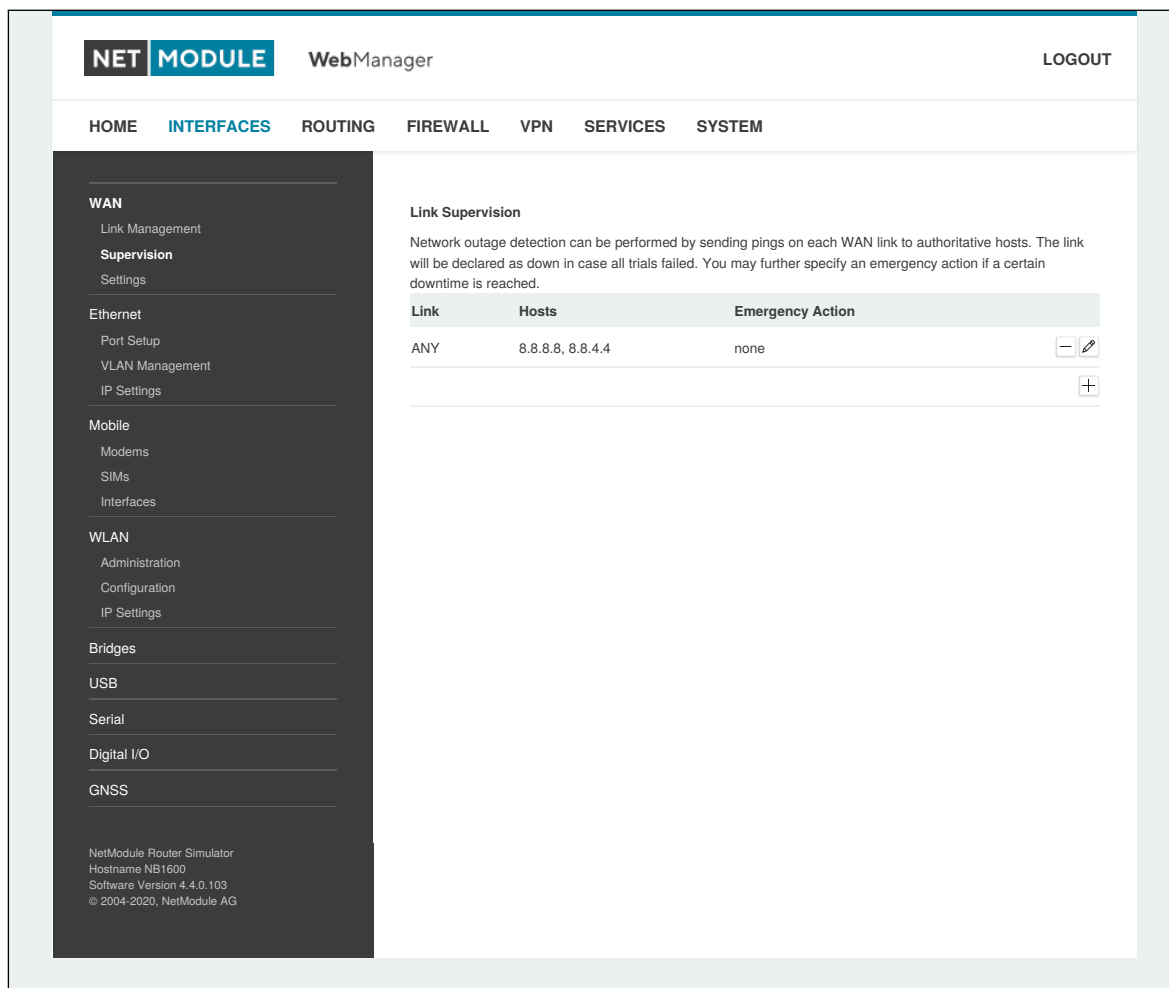 NET MODULE WebManager LOGOUT
HOME INTERFACES ROUTING FIREWALL VPN SERVICES SYSTEM
WAN
Link Management
Supervision
Settings
Ethernet
Port Setup
VLAN Management
IP Settings
Mobile
Modems
SIMs
Interfaces
WLAN
Administration
Configuration
IP Settings
Bridges
USB
Serial
Digital I/O
GNSS
NetModule Router Simulator
Hostname NB1600
Software Version 4.4.0.103
© 2004-2020, NetModule AG
Link Supervision
Network outage detection can be performed by sending pings on each WAN link to authoritative hosts. The link
will be declared as down in case all trials failed. You may further specify an emergency action if a certain
downtime is reached.
Link Hosts Emergency Action
ANY 8.8.8.8, 8.8.4.4 none